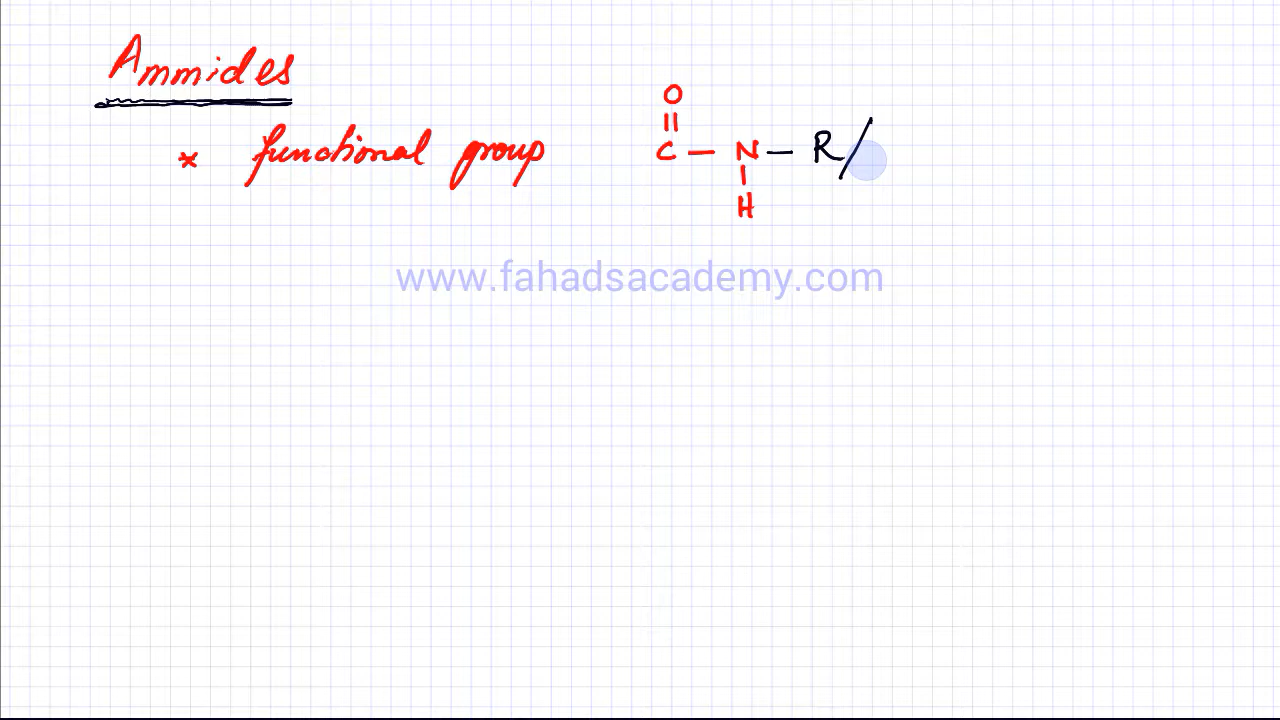 Ammides
* functional group
O
||
C — N — R/
|
H
www.fahadsacademy.com